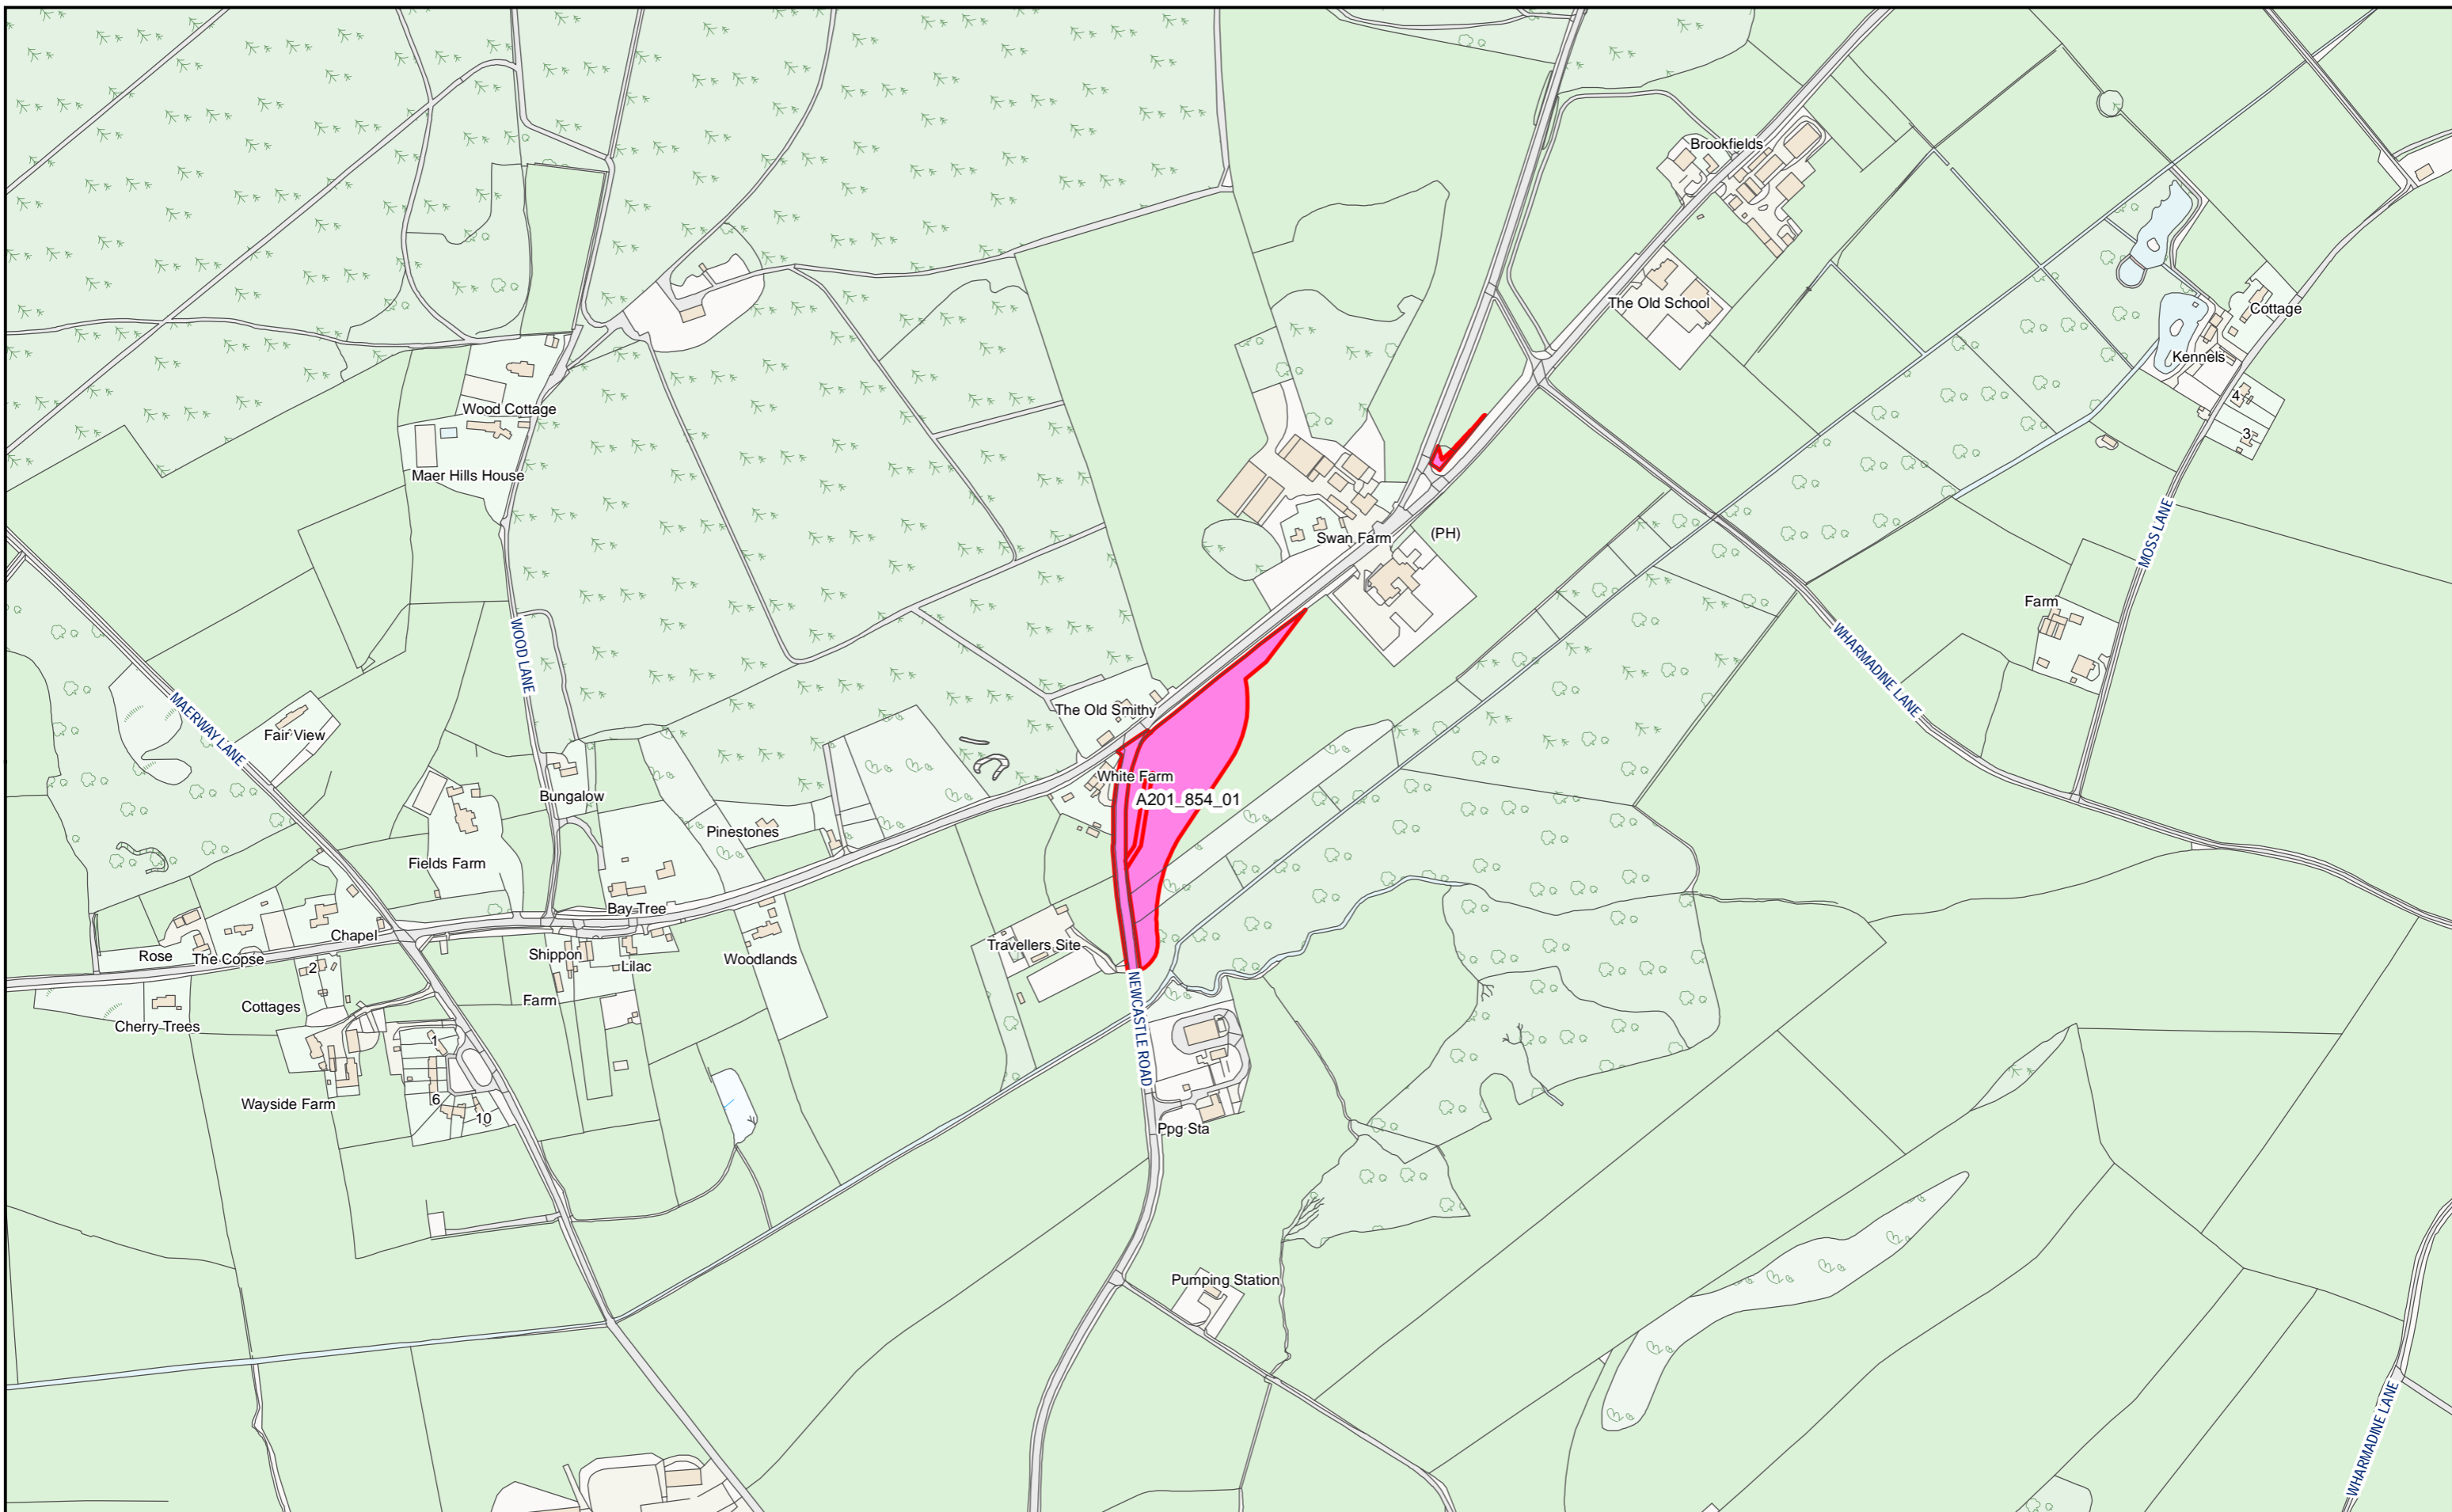 Brookfields
The Old School
Cottage
Kennels
4
3
Wood Cottage
Maer Hills House
Swan Farm
(PH)
MOSS LANE
Farm
WHARMADINE LANE
WOOD LANE
MAERWAY LANE
Fair View
The Old Smithy
White Farm
A201_854_01
Bungalow
Pinestones
Fields Farm
Bay Tree
Chapel
Rose
The Copse
2
Shippon
Lilac
Woodlands
Travellers Site
NEWCASTLE ROAD
Cottages
Farm
Cherry Trees
1
6
10
Wayside Farm
Ppg Sta
Pumping Station
WHARMADINE LANE